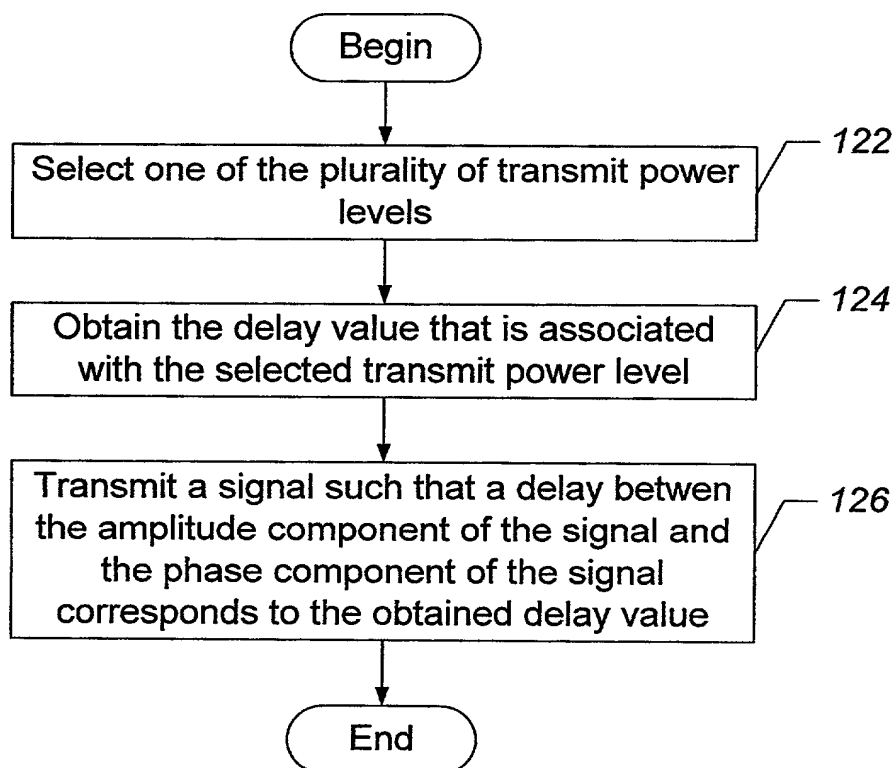 Begin
122
Select one of the plurality of transmit power
levels
124
Obtain the delay value that is associated
with the selected transmit power level
126
Transmit a signal such that a delay betwen
the amplitude component of the signal and
the phase component of the signal
corresponds to the obtained delay value
End